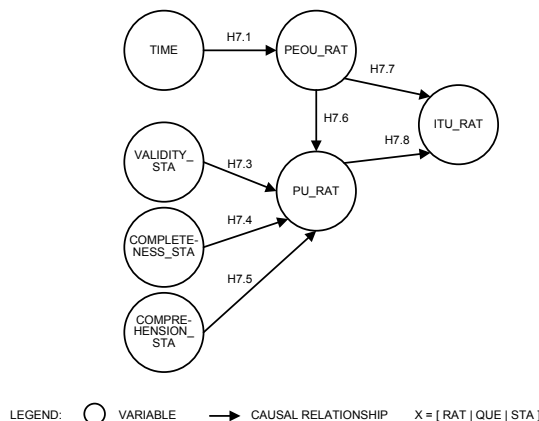 TIME
H7.1
PEOU_RAT
H7.7
H7.6
ITU_RAT
H7.8
VALIDITY_
STA
H7.3
PU_RAT
H7.4
COMPLETE-
NESS_STA
H7.5
COMPRE-
HENSION_
STA
LEGEND: VARIABLE CAUSAL RELATIONSHIP X = [ RAT | QUE | STA ]